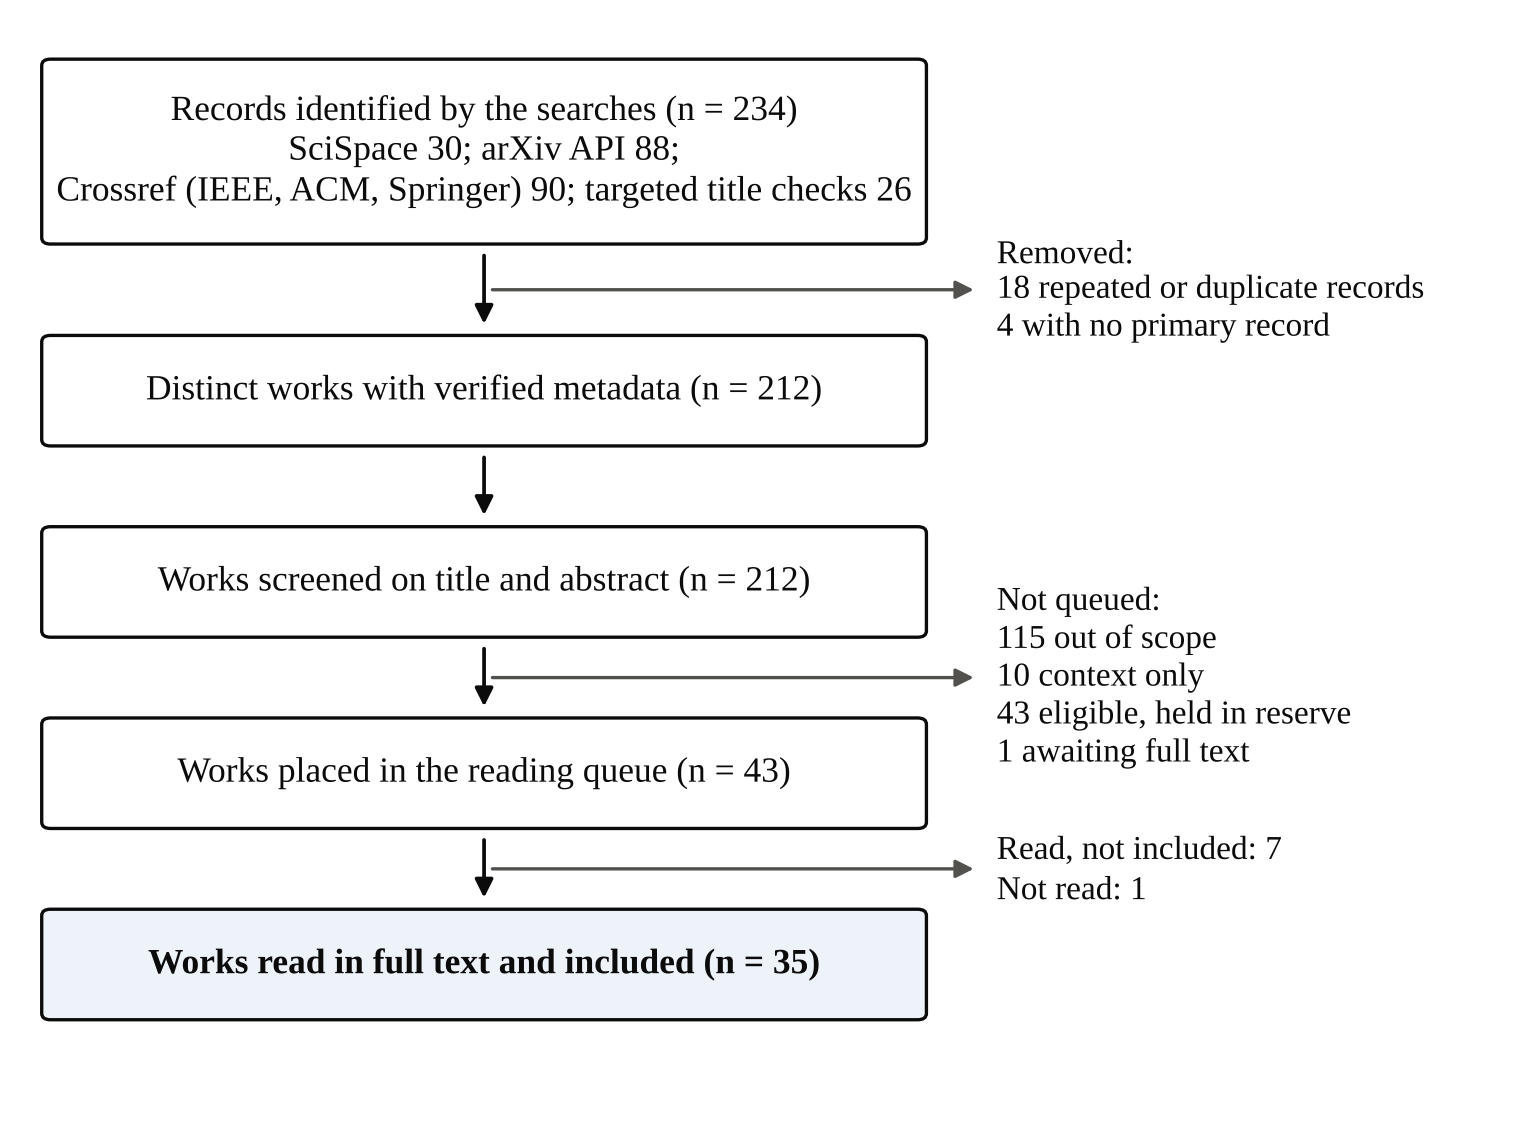 Records identified by the searches (n = 234)
SciSpace 30; arXiv API 88;
Crossref (IEEE, ACM, Springer) 90; targeted title checks 26
Removed:
18 repeated or duplicate records
4 with no primary record
Distinct works with verified metadata (n = 212)
Works screened on title and abstract (n = 212)
Not queued:
115 out of scope
10 context only
43 eligible, held in reserve
1 awaiting full text
Works placed in the reading queue (n = 43)
Read, not included: 7
Not read: 1
Works read in full text and included (n = 35)